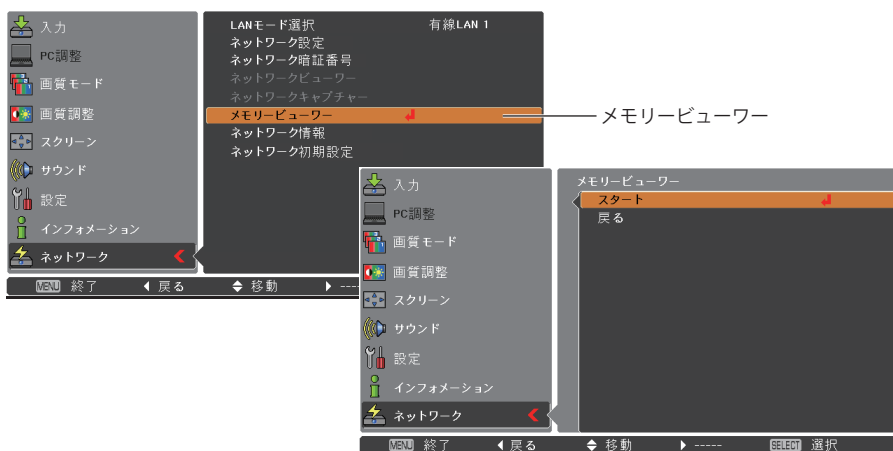 入力
PC調整
画質モード
画質調整
スクリーン
サウンド
設定
インフォメーション
ネットワーク
LANモード選択 有線LAN 1
ネットワーク設定
ネットワーク暗証番号
ネットワークビューワー
ネットワークキャプチャー
メモリービューワー
ネットワーク情報
ネットワーク初期設定
MENU 終了 戻る 移動 ----
メモリービューワー
入力
PC調整
画質モード
画質調整
スクリーン
サウンド
設定
インフォメーション
ネットワーク
メモリービューワー
スタート
戻る
MENU 終了 戻る 移動 ----- SELECT 選択